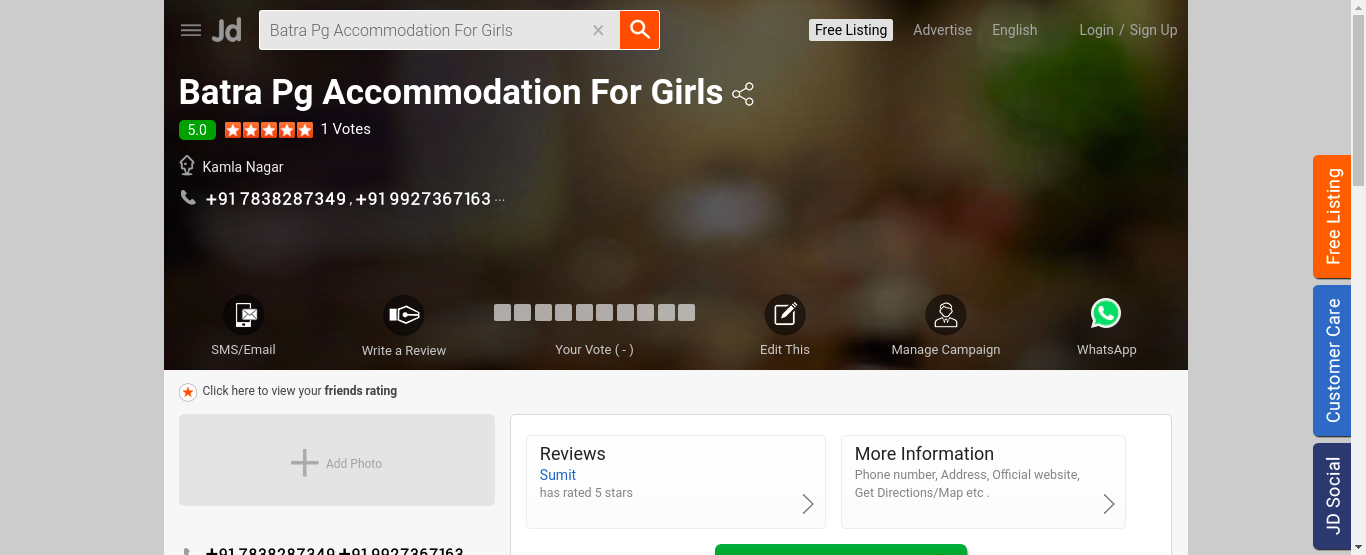 Jd Batra Pg Accommodation For Girls Free Listing Advertise English Login / Sign Up
Batra Pg Accommodation For Girls
5.0 1 Votes
Kamla Nagar
+91 7838287349 , +91 9927367163 ...
SMS/Email Write a Review Your Vote ( - ) Edit This Manage Campaign WhatsApp
Click here to view your friends rating
Add Photo
Reviews
Sumit
has rated 5 stars
More Information
Phone number, Address, Official website,
Get Directions/Map etc .
+91 7838287349 +91 9927367163
Free Listing
Customer Care
JD Social